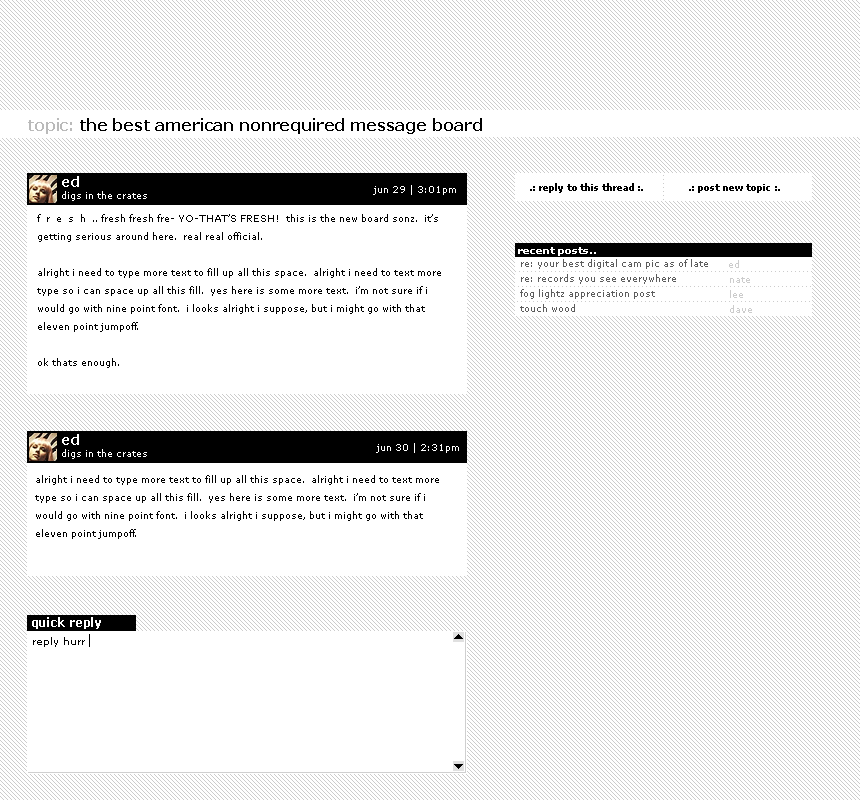 topic: the best american nonrequired message board
ed
digs in the crates
jun 29 | 3:01pm
f r e s h .. fresh fresh fre- YO-THAT'S FRESH! this is the new board sonz. it's
getting serious around here. real real official.
alright i need to type more text to fill up all this space. alright i need to text more
type so i can space up all this fill. yes here is some more text. i'm not sure if i
would go with nine point font. i looks alright i suppose, but i might go with that
eleven point jumpoff.
ok thats enough.
ed
digs in the crates
jun 30 | 2:31pm
alright i need to type more text to fill up all this space. alright i need to text more
type so i can space up all this fill. yes here is some more text. i'm not sure if i
would go with nine point font. i looks alright i suppose, but i might go with that
eleven point jumpoff.
quick reply
reply hurr
.: reply to this thread :.
.: post new topic :.
recent posts..
re: your best digital cam pic as of late ed
re: records you see everywhere nate
fog lightz appreciation post lee
touch wood dave